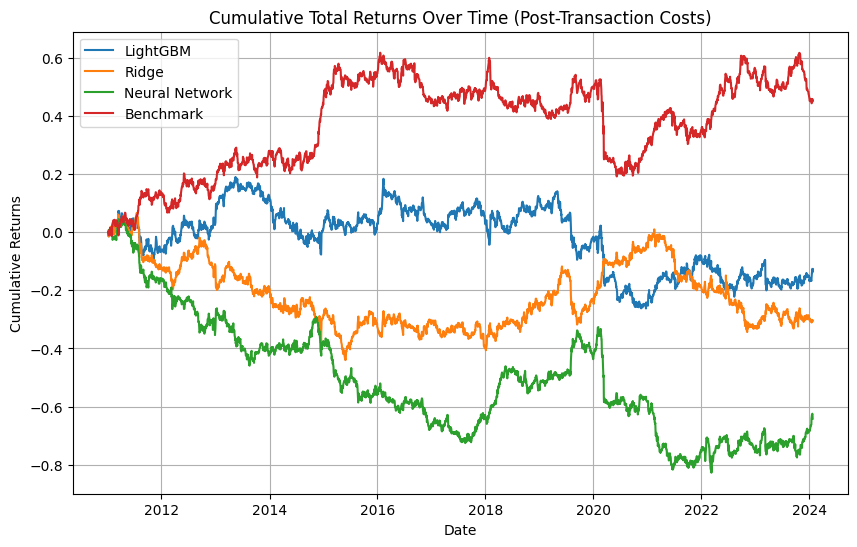 Cumulative Total Returns Over Time (Post-Transaction Costs)
LightGBM
Ridge
Neural Network
Benchmark
Cumulative Returns
0.6
0.4
0.2
0.0
−0.2
−0.4
−0.6
−0.8
2012
2014
2016
2018
2020
2022
2024
Date